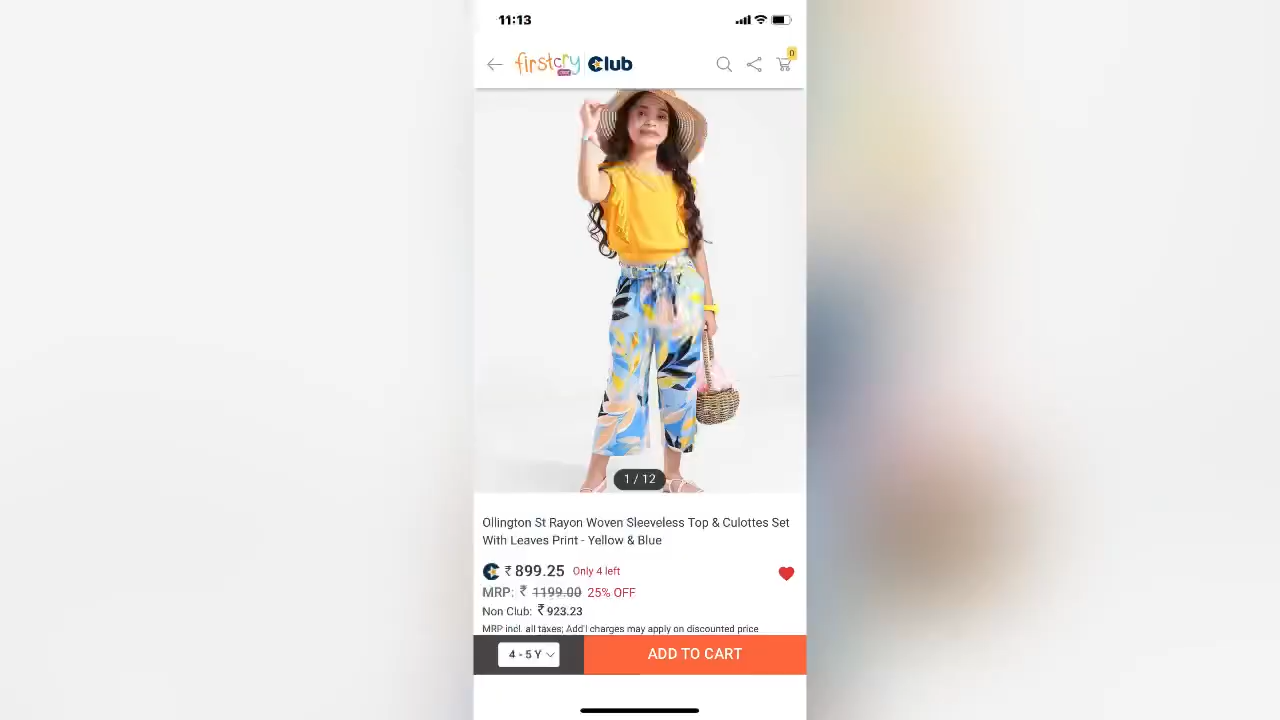 11:13
firstcry Club
0
1 / 12
Ollington St Rayon Woven Sleeveless Top & Culottes Set
With Leaves Print - Yellow & Blue
₹ 899.25 Only 4 left
MRP: ₹ 1199.00 25% OFF
Non Club: ₹ 923.23
MRP incl. all taxes; Add'l charges may apply on discounted price
4 - 5 Y ADD TO CART